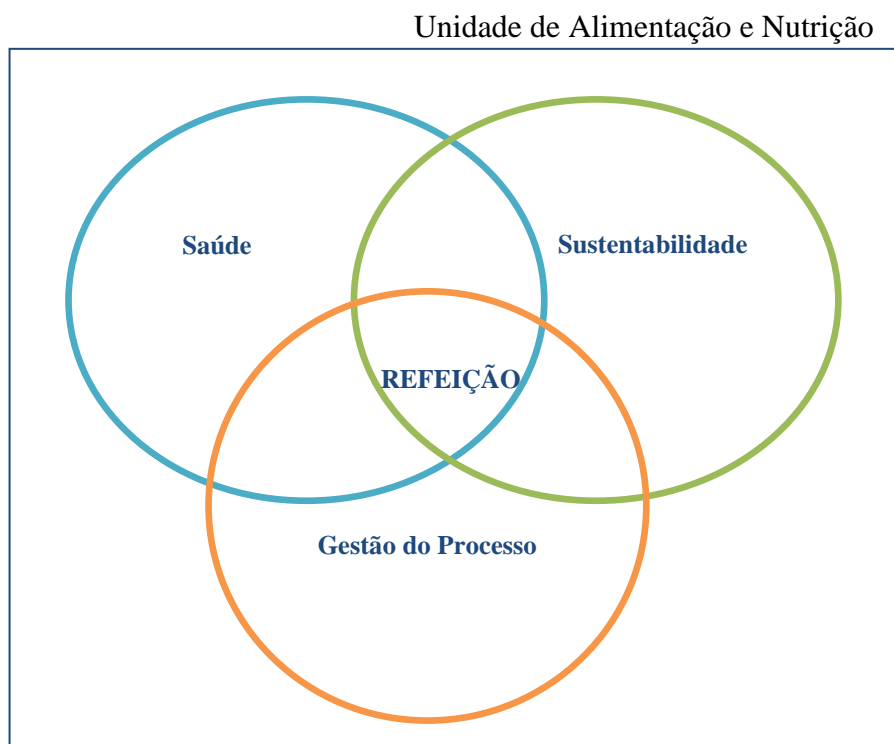 Unidade de Alimentação e Nutrição
Saúde
Sustentabilidade
REFEIÇÃO
Gestão do Processo